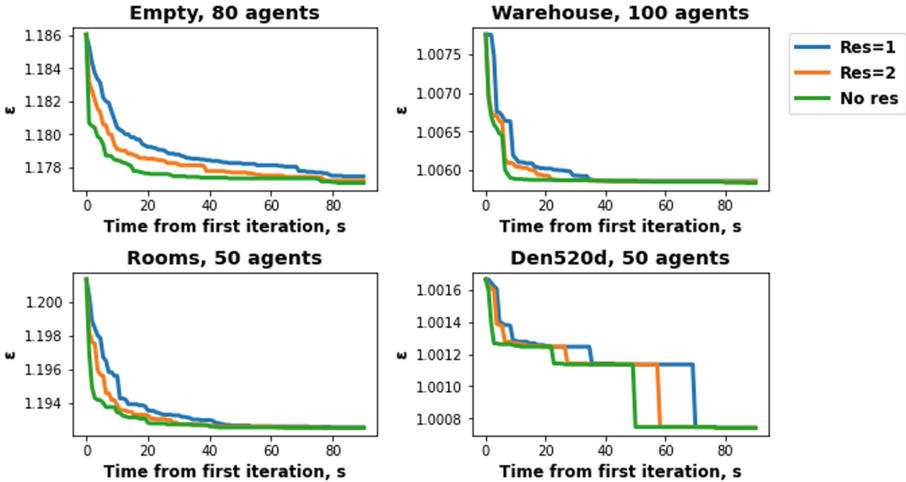 Empty, 80 agents
1.186
1.184
1.182
1.180
1.178
ε
0 20 40 60 80
Time from first iteration, s
Warehouse, 100 agents
1.0075
1.0070
1.0065
1.0060
ε
0 20 40 60 80
Time from first iteration, s
Res=1
Res=2
No res
Rooms, 50 agents
1.200
1.198
1.196
1.194
ε
0 20 40 60 80
Time from first iteration, s
Den520d, 50 agents
1.0016
1.0014
1.0012
1.0010
1.0008
ε
0 20 40 60 80
Time from first iteration, s